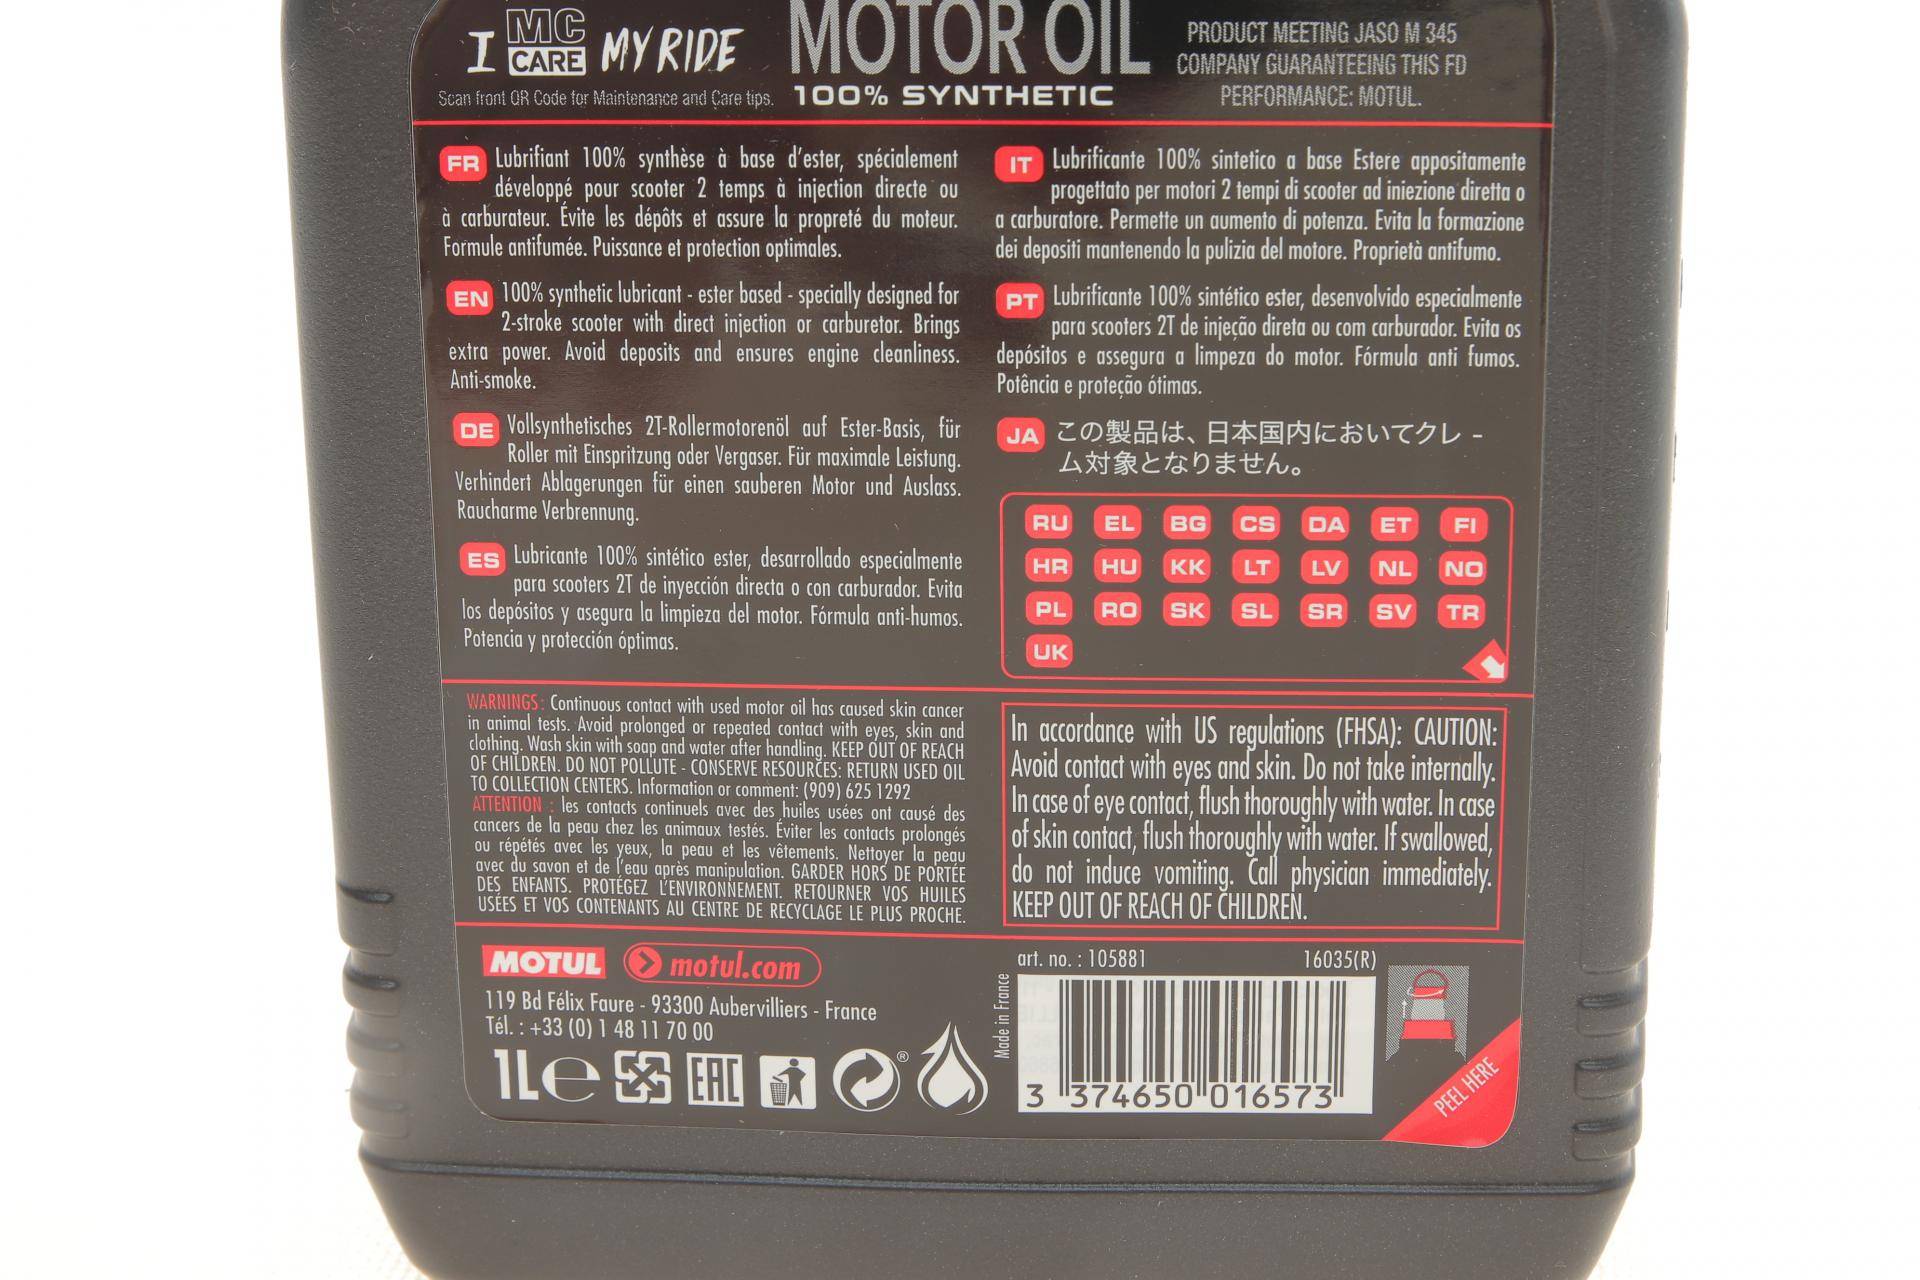 I MC CARE MY RIDE
Scan front QR Code for Maintenance and Care tips.
MOTOR OIL
100% SYNTHETIC
PRODUCT MEETING JASO M 345
COMPANY GUARANTEEING THIS FD
PERFORMANCE: MOTUL.
FR Lubrifiant 100% synthèse à base d'ester, spécialement
développé pour scooter 2 temps à injection directe ou
à carburateur. Évite les dépôts et assure la propreté du moteur.
Formule antifumée. Puissance et protection optimales.
EN 100% synthetic lubricant - ester based - specially designed for
2-stroke scooter with direct injection or carburetor. Brings
extra power. Avoid deposits and ensures engine cleanliness.
Anti-smoke.
DE Vollsynthetisches 2T-Rollermotorenöl auf Ester-Basis, für
Roller mit Einspritzung oder Vergaser. Für maximale Leistung.
Verhindert Ablagerungen für einen sauberen Motor und Auslass.
Raucharme Verbrennung.
ES Lubricante 100% sintético ester, desarrollado especialmente
para scooters 2T de inyección directa o con carburador. Evita
los depósitos y asegura la limpieza del motor. Fórmula anti-humos.
Potencia y protección óptimas.
IT Lubrificante 100% sintetico a base Estere appositamente
progettato per motori 2 tempi di scooter ad iniezione diretta o
a carburatore. Permette un aumento di potenza. Evita la formazione
dei depositi mantenendo la pulizia del motore. Proprietà antifumo.
PT Lubrificante 100% sintético ester, desenvolvido especialmente
para scooters 2T de injeção direta ou com carburador. Evita os
depósitos e assegura a limpeza do motor. Fórmula anti fumos.
Potência e proteção ótimas.
JA この製品は、日本国内においてクレ -
ム対象となりません。
RU EL BG CS DA ET FI
HR HU KK LT LV NL NO
PL RO SK SL SR SV TR
UK
WARNINGS: Continuous contact with used motor oil has caused skin cancer
in animal tests. Avoid prolonged or repeated contact with eyes, skin and
clothing. Wash skin with soap and water after handling. KEEP OUT OF REACH
OF CHILDREN. DO NOT POLLUTE - CONSERVE RESOURCES: RETURN USED OIL
TO COLLECTION CENTERS. Information or comment: (909) 625 1292
ATTENTION : les contacts continuels avec des huiles usées ont causé des
cancers de la peau chez les animaux testés. Éviter les contacts prolongés
ou répétés avec les yeux, la peau et les vêtements. Nettoyer la peau
avec du savon et de l'eau après manipulation. GARDER HORS DE PORTÉE
DES ENFANTS. PROTÉGEZ L'ENVIRONNEMENT. RETOURNER VOS HUILES
USÉES ET VOS CONTENANTS AU CENTRE DE RECYCLAGE LE PLUS PROCHE.
In accordance with US regulations (FHSA): CAUTION:
Avoid contact with eyes and skin. Do not take internally.
In case of eye contact, flush thoroughly with water. In case
of skin contact, flush thoroughly with water. If swallowed,
do not induce vomiting. Call physician immediately.
KEEP OUT OF REACH OF CHILDREN.
MOTUL motul.com
119 Bd Félix Faure - 93300 Aubervilliers - France
Tél. : +33 (0) 1 48 11 70 00
1L e EAC ®
art. no. : 105881 16035(R)
Made in France
3 374650 016573
PEEL HERE